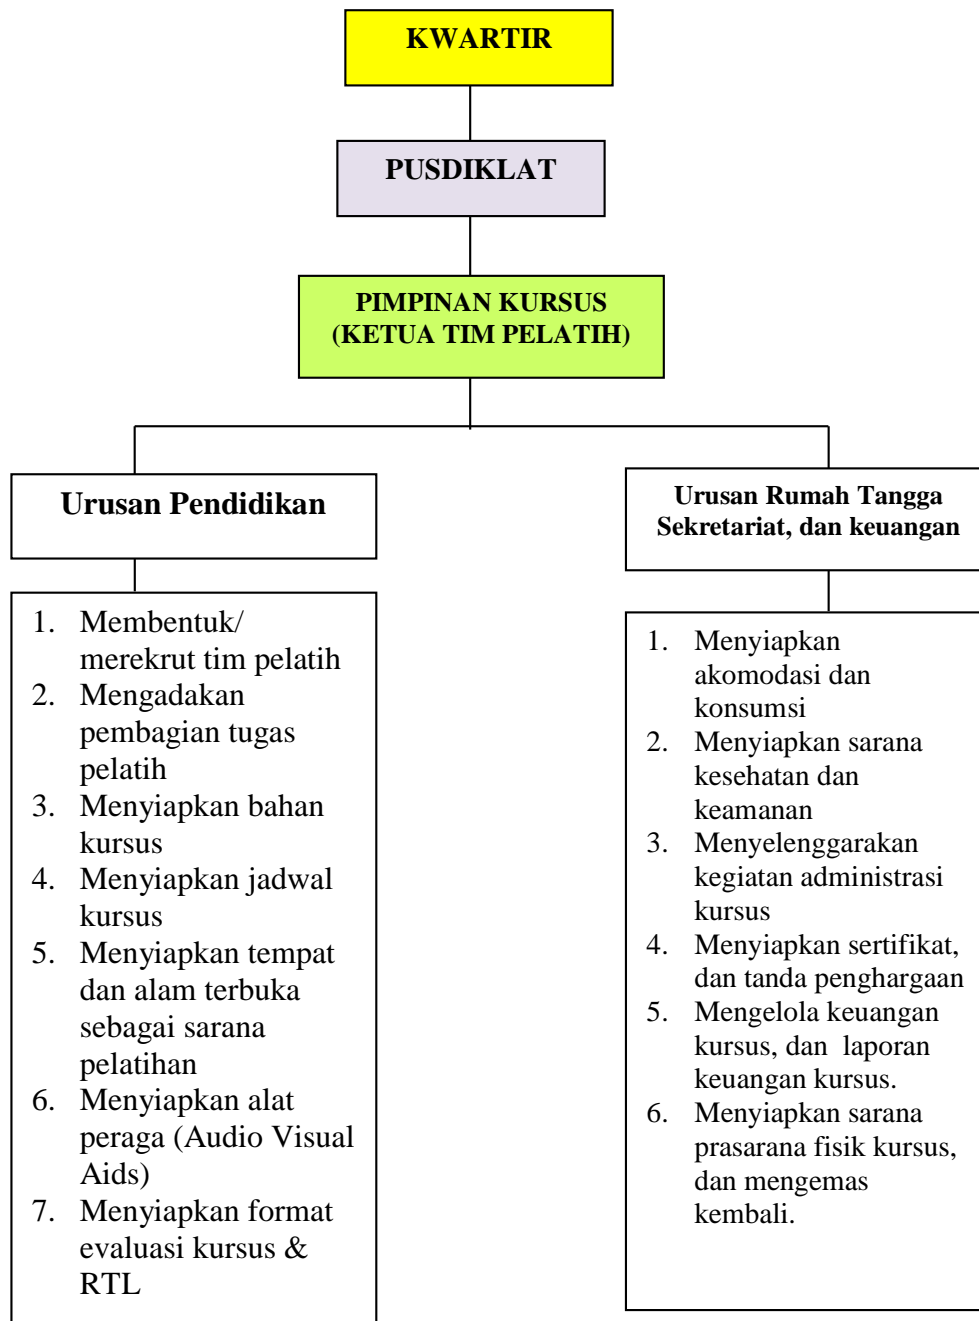 KWARTIR
PUSDIKLAT
PIMPINAN KURSUS
(KETUA TIM PELATIH)
Urusan Pendidikan
1. Membentuk/
merekrut tim pelatih
2. Mengadakan
pembagian tugas
pelatih
3. Menyiapkan bahan
kursus
4. Menyiapkan jadwal
kursus
5. Menyiapkan tempat
dan alam terbuka
sebagai sarana
pelatihan
6. Menyiapkan alat
peraga (Audio Visual
Aids)
7. Menyiapkan format
evaluasi kursus &
RTL
Urusan Rumah Tangga
Sekretariat, dan keuangan
1. Menyiapkan
akomodasi dan
konsumsi
2. Menyiapkan sarana
kesehatan dan
keamanan
3. Menyelenggarakan
kegiatan administrasi
kursus
4. Menyiapkan sertifikat,
dan tanda penghargaan
5. Mengelola keuangan
kursus, dan laporan
keuangan kursus.
6. Menyiapkan sarana
prasarana fisik kursus,
dan mengemas
kembali.